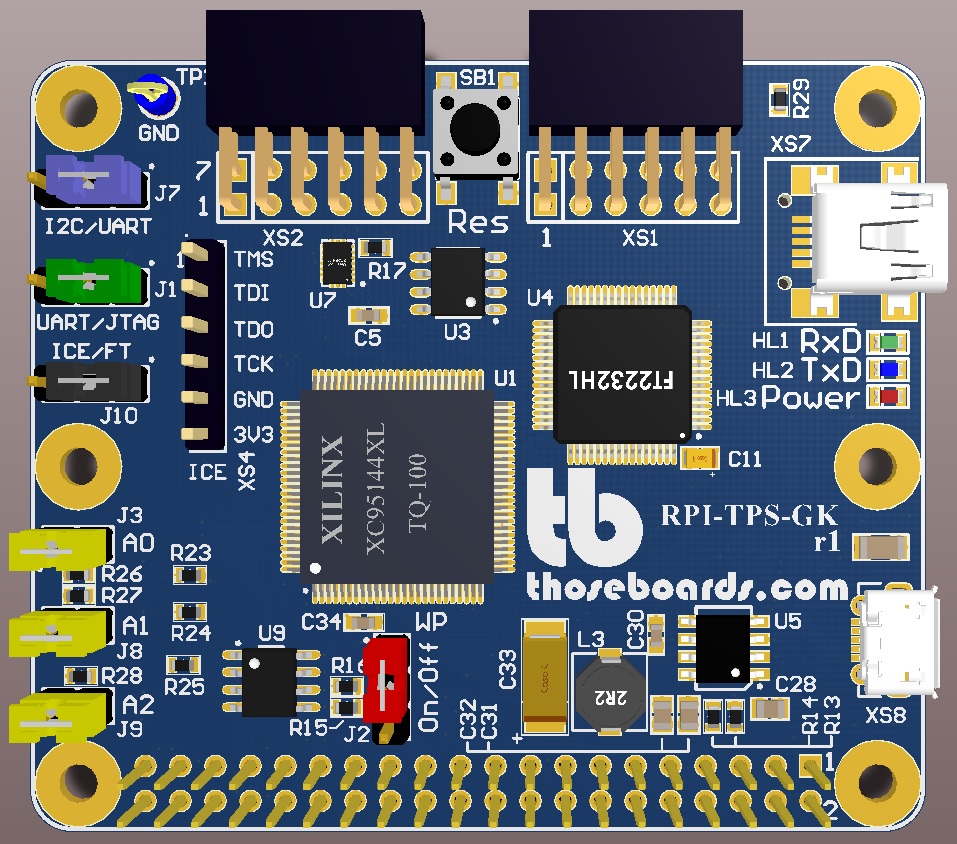 TP1
GND
SB1
R29
XS7
J7
I2C/UART
7
1
XS2
Res
1
XS1
1
TMS
TDI
TDO
TCK
GND
3V3
ICE
XS4
J1
UART/JTAG
ICE/FT
J10
U7
R17
C5
U3
U4
FT2232HL
HL1 RxD
HL2 TxD
HL3 Power
U1
XILINX
XC95144XL
TQ-100
C11
tb
RPI-TPS-GK
r1
thoseboards.com
J3
A0
R26
R27
A1
J8
R28
A2
J9
R23
R24
R25
U9
C34
WP
On/Off
R16
R15
J2
C33
Case C
L3
2R2
C30
U5
C28
C32
C31
R14
R13
XS8
1
2